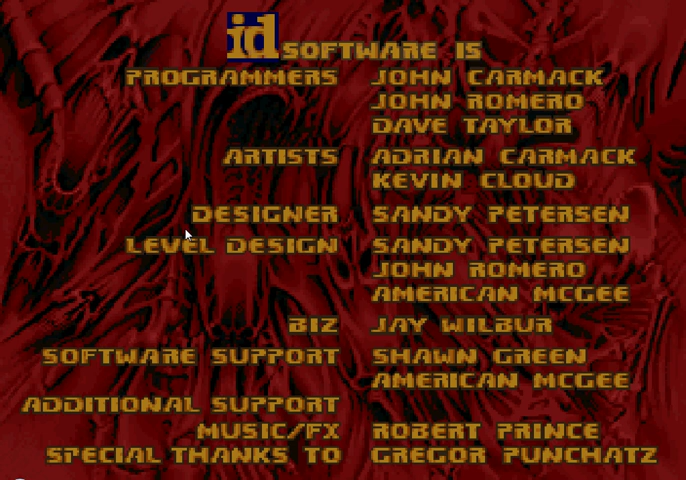 id SOFTWARE IS
PROGRAMMERS JOHN CARMACK
JOHN ROMERO
DAVE TAYLOR
ARTISTS ADRIAN CARMACK
KEVIN CLOUD
DESIGNER SANDY PETERSEN
LEVEL DESIGN SANDY PETERSEN
JOHN ROMERO
AMERICAN MCGEE
BIZ JAY WILBUR
SOFTWARE SUPPORT SHAWN GREEN
AMERICAN MCGEE
ADDITIONAL SUPPORT
MUSIC/FX ROBERT PRINCE
SPECIAL THANKS TO GREGOR PUNCHATZ